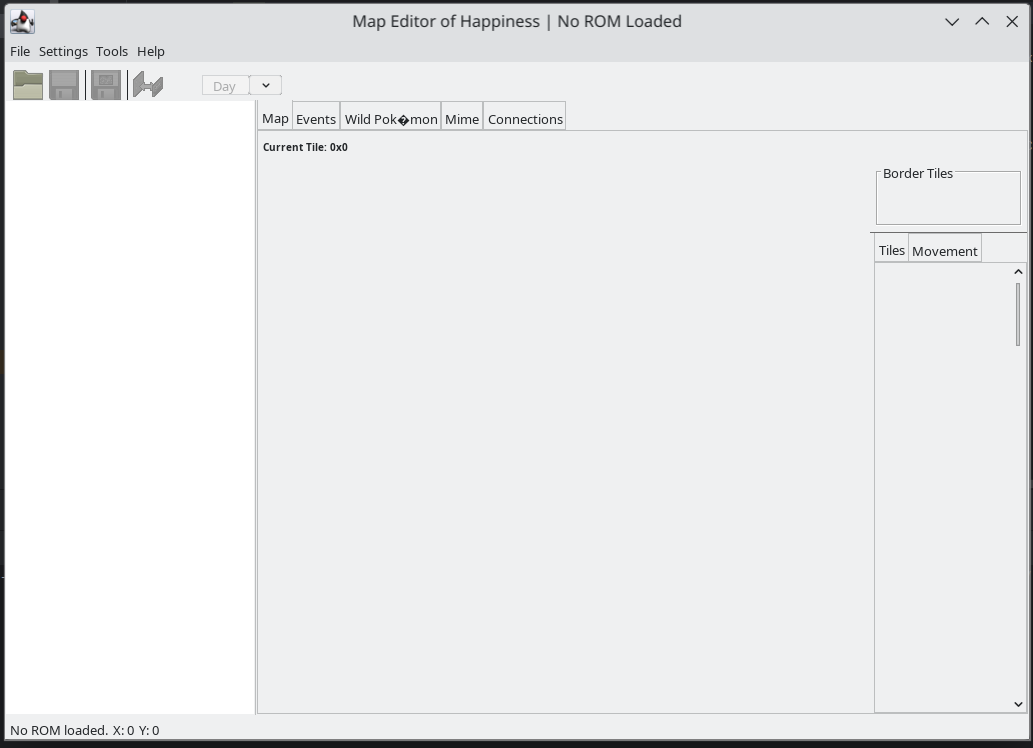 Map Editor of Happiness | No ROM Loaded
File Settings Tools Help
Day
Map Events Wild Pok�mon Mime Connections
Current Tile: 0x0
Border Tiles
Tiles Movement
No ROM loaded. X: 0 Y: 0